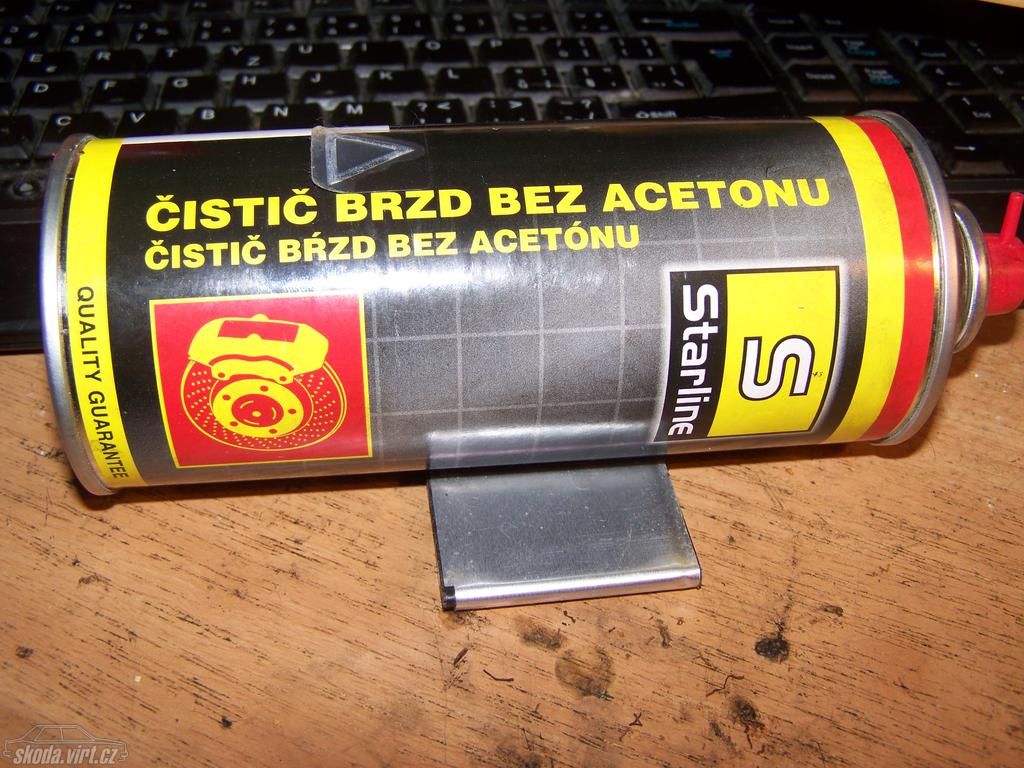 ČISTIČ BRZD BEZ ACETONU
ČISTIČ BŔZD BEZ ACETÓNU
QUALITY GUARANTEE
S
Starline
E R T Z U I O P
D F G H J K L
C V B N M
skoda.virt.cz